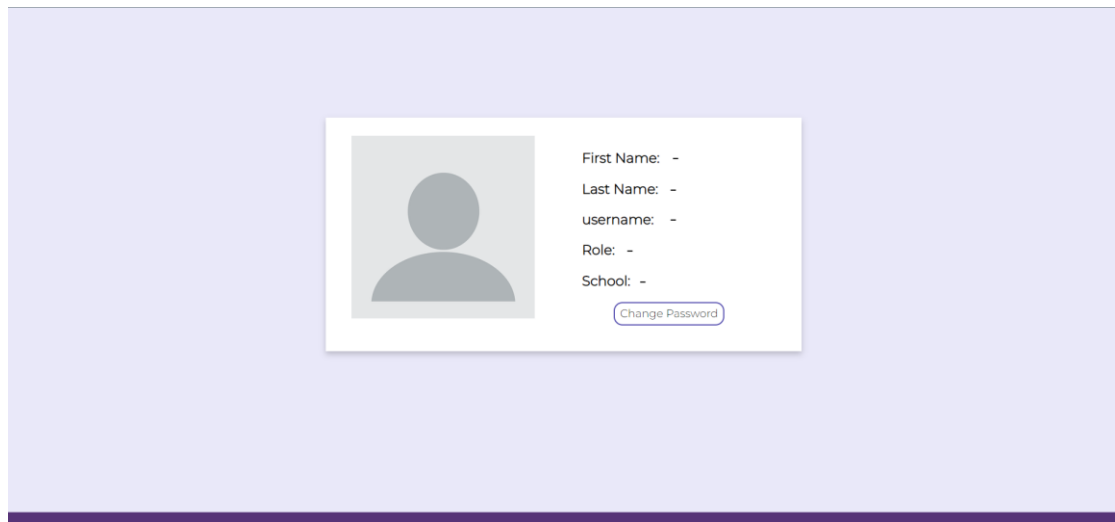 First Name: -
Last Name: -
username: -
Role: -
School: -
Change Password